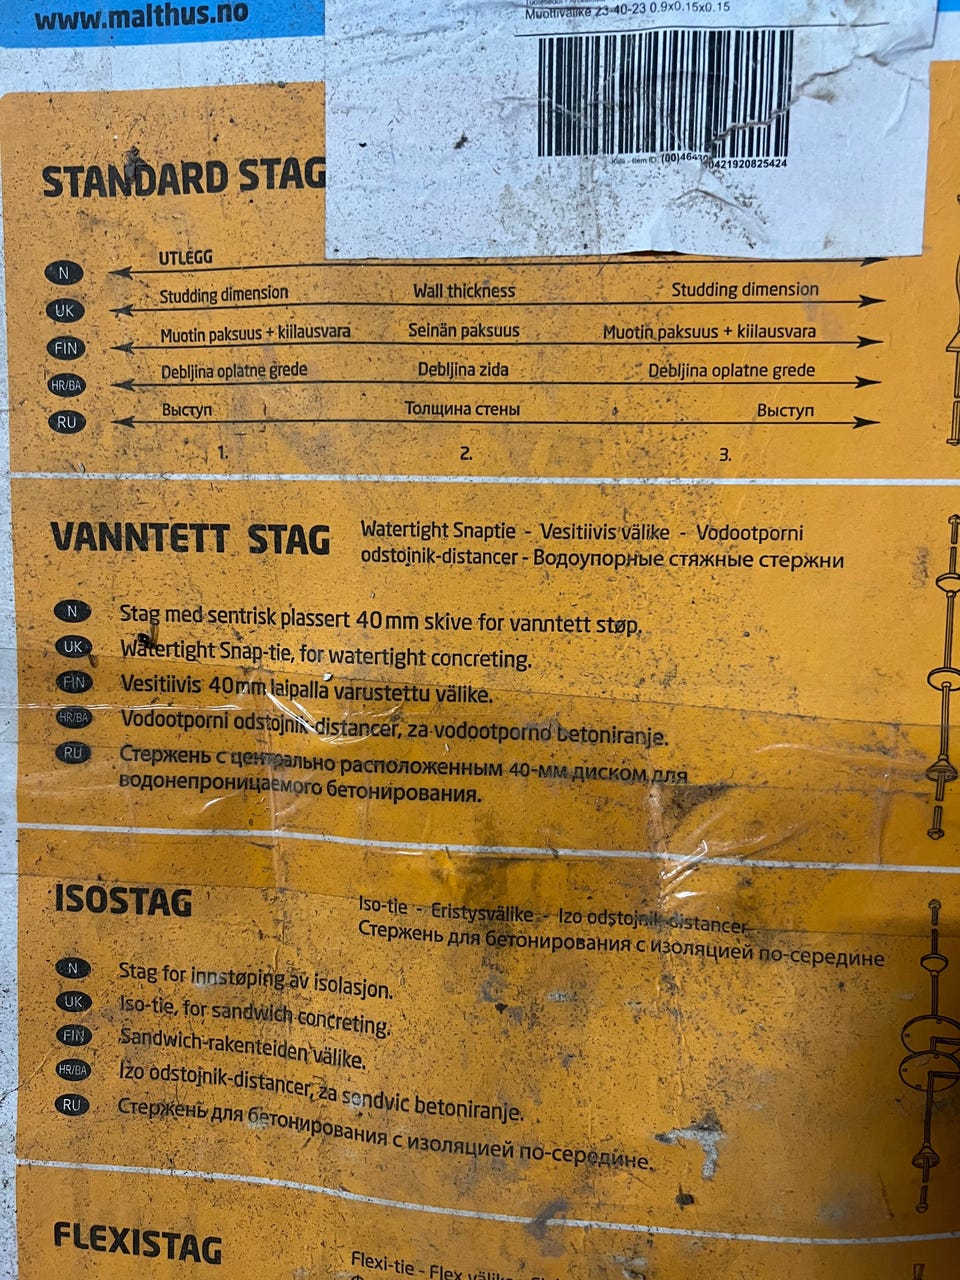 www.malthus.no
Muottivälike 23-40-23 0.9x0.15x0.15
0421920825424
STANDARD STAG
UTLEGG
N
Studding dimension Wall thickness Studding dimension
UK
Muotin paksuus + kiilausvara Seinän paksuus Muotin paksuus + kiilausvara
FIN
Debljina oplatne grede Debljina zida Debljina oplatne grede
HR/BA
Выступ Толщина стены Выступ
RU
1. 2. 3.
VANNTETT STAG
Watertight Snaptie - Vesitiivis välike - Vodootporni
odstojnik-distancer - Водоупорные стяжные стержни
N Stag med sentrisk plassert 40 mm skive for vanntett støp.
UK Watertight Snap-tie, for watertight concreting.
FIN Vesitiivis 40mm laipalla varustettu välike.
HR/BA Vodootporni odstojnik-distancer, za vodootporno betoniranje.
RU Стержень с центрально расположенным 40-мм диском для
водонепроницаемого бетонирования.
ISOSTAG
Iso-tie - Eristysvälike - Izo odstojnik-distancer
Стержень для бетонирования с изоляцией по-середине
N Stag for innstøping av isolasjon.
UK Iso-tie, for sandwich concreting.
FIN Sandwich-rakenteiden välike.
HR/BA Izo odstojnik-distancer, za sendvic betoniranje.
RU Стержень для бетонирования с изоляцией по-середине.
FLEXISTAG
Flexi-tie - Flex